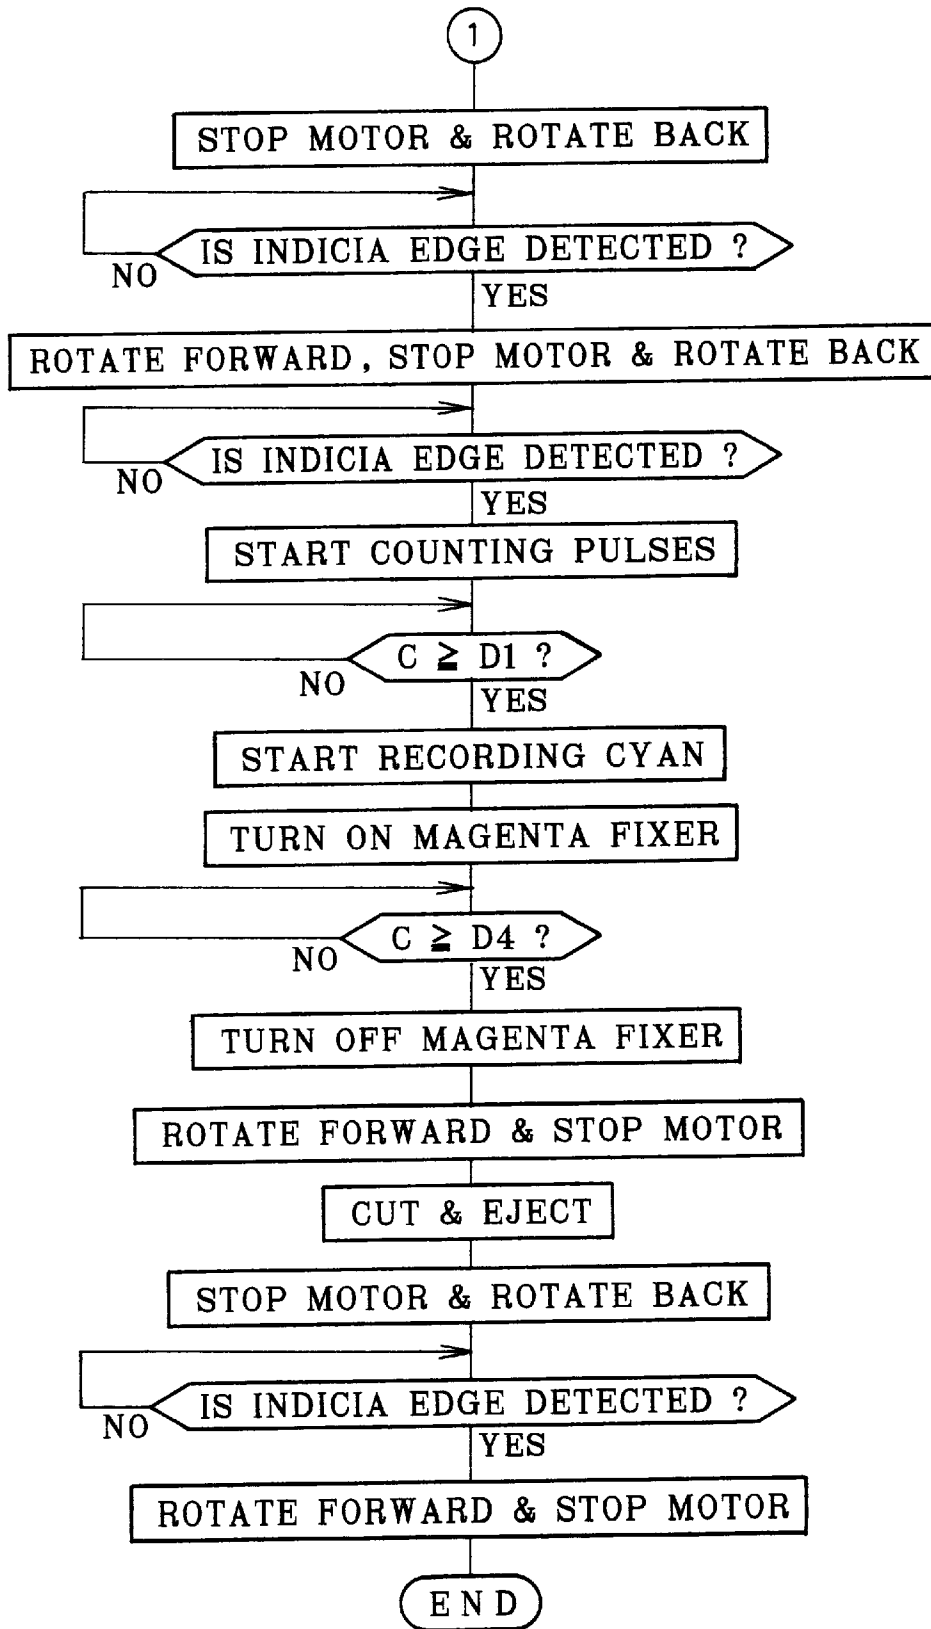 1
STOP MOTOR & ROTATE BACK
IS INDICIA EDGE DETECTED ?
NO
YES
ROTATE FORWARD, STOP MOTOR & ROTATE BACK
IS INDICIA EDGE DETECTED ?
NO
YES
START COUNTING PULSES
C ≧ D1 ?
NO
YES
START RECORDING CYAN
TURN ON MAGENTA FIXER
C ≧ D4 ?
NO
YES
TURN OFF MAGENTA FIXER
ROTATE FORWARD & STOP MOTOR
CUT & EJECT
STOP MOTOR & ROTATE BACK
IS INDICIA EDGE DETECTED ?
NO
YES
ROTATE FORWARD & STOP MOTOR
END